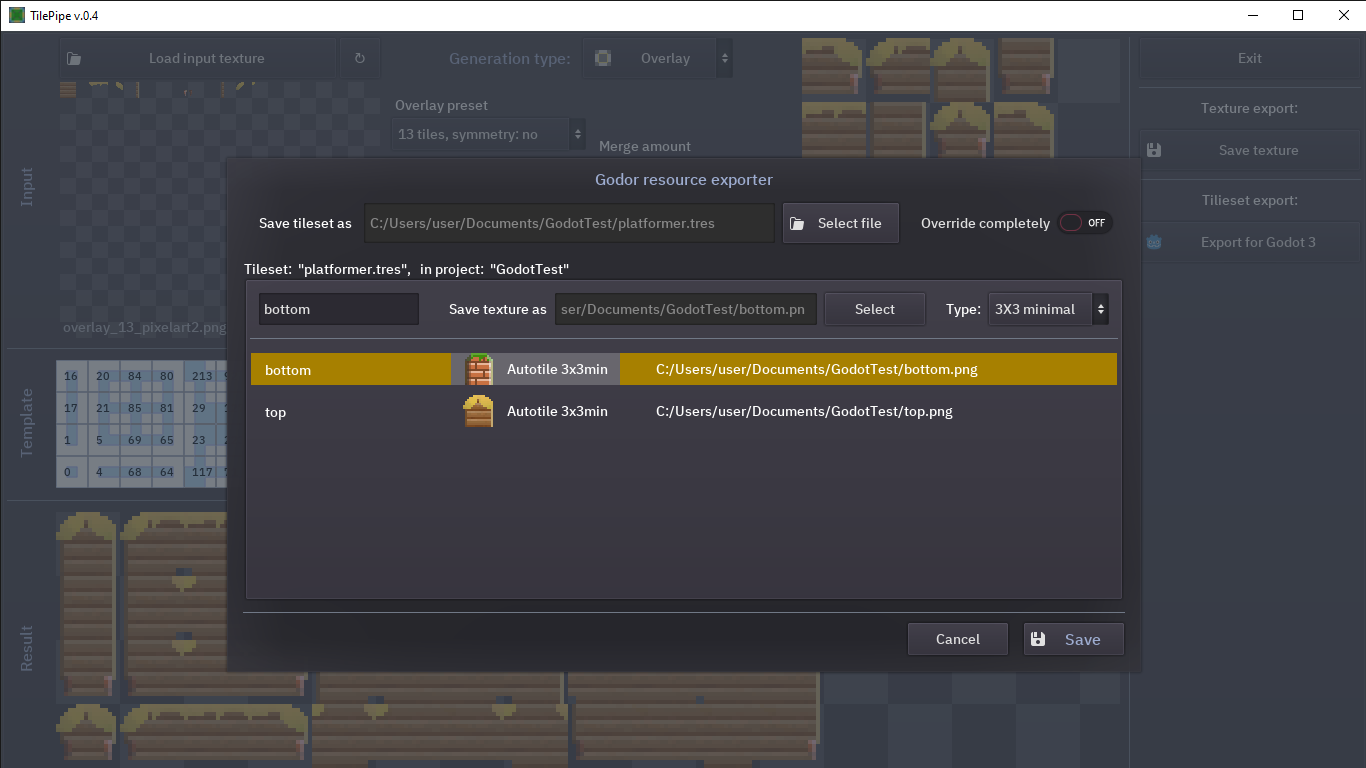 TilePipe v.0.4
Load input texture
Generation type:
Overlay
Exit
Overlay preset
13 tiles, symmetry: no
Merge amount
Texture export:
Save texture
Tilieset export:
Export for Godot 3
Input
overlay_13_pixelart2.png
Godor resource exporter
Save tileset as
C:/Users/user/Documents/GodotTest/platformer.tres
Select file
Override completely
OFF
Tileset: "platformer.tres", in project: "GodotTest"
bottom
Save texture as
ser/Documents/GodotTest/bottom.pn
Select
Type:
3X3 minimal
bottom
Autotile 3x3min
C:/Users/user/Documents/GodotTest/bottom.png
top
Autotile 3x3min
C:/Users/user/Documents/GodotTest/top.png
Cancel
Save
Template
16 20 84 80 213
17 21 85 81 29
1 5 69 65 23
0 4 68 64 117
Result